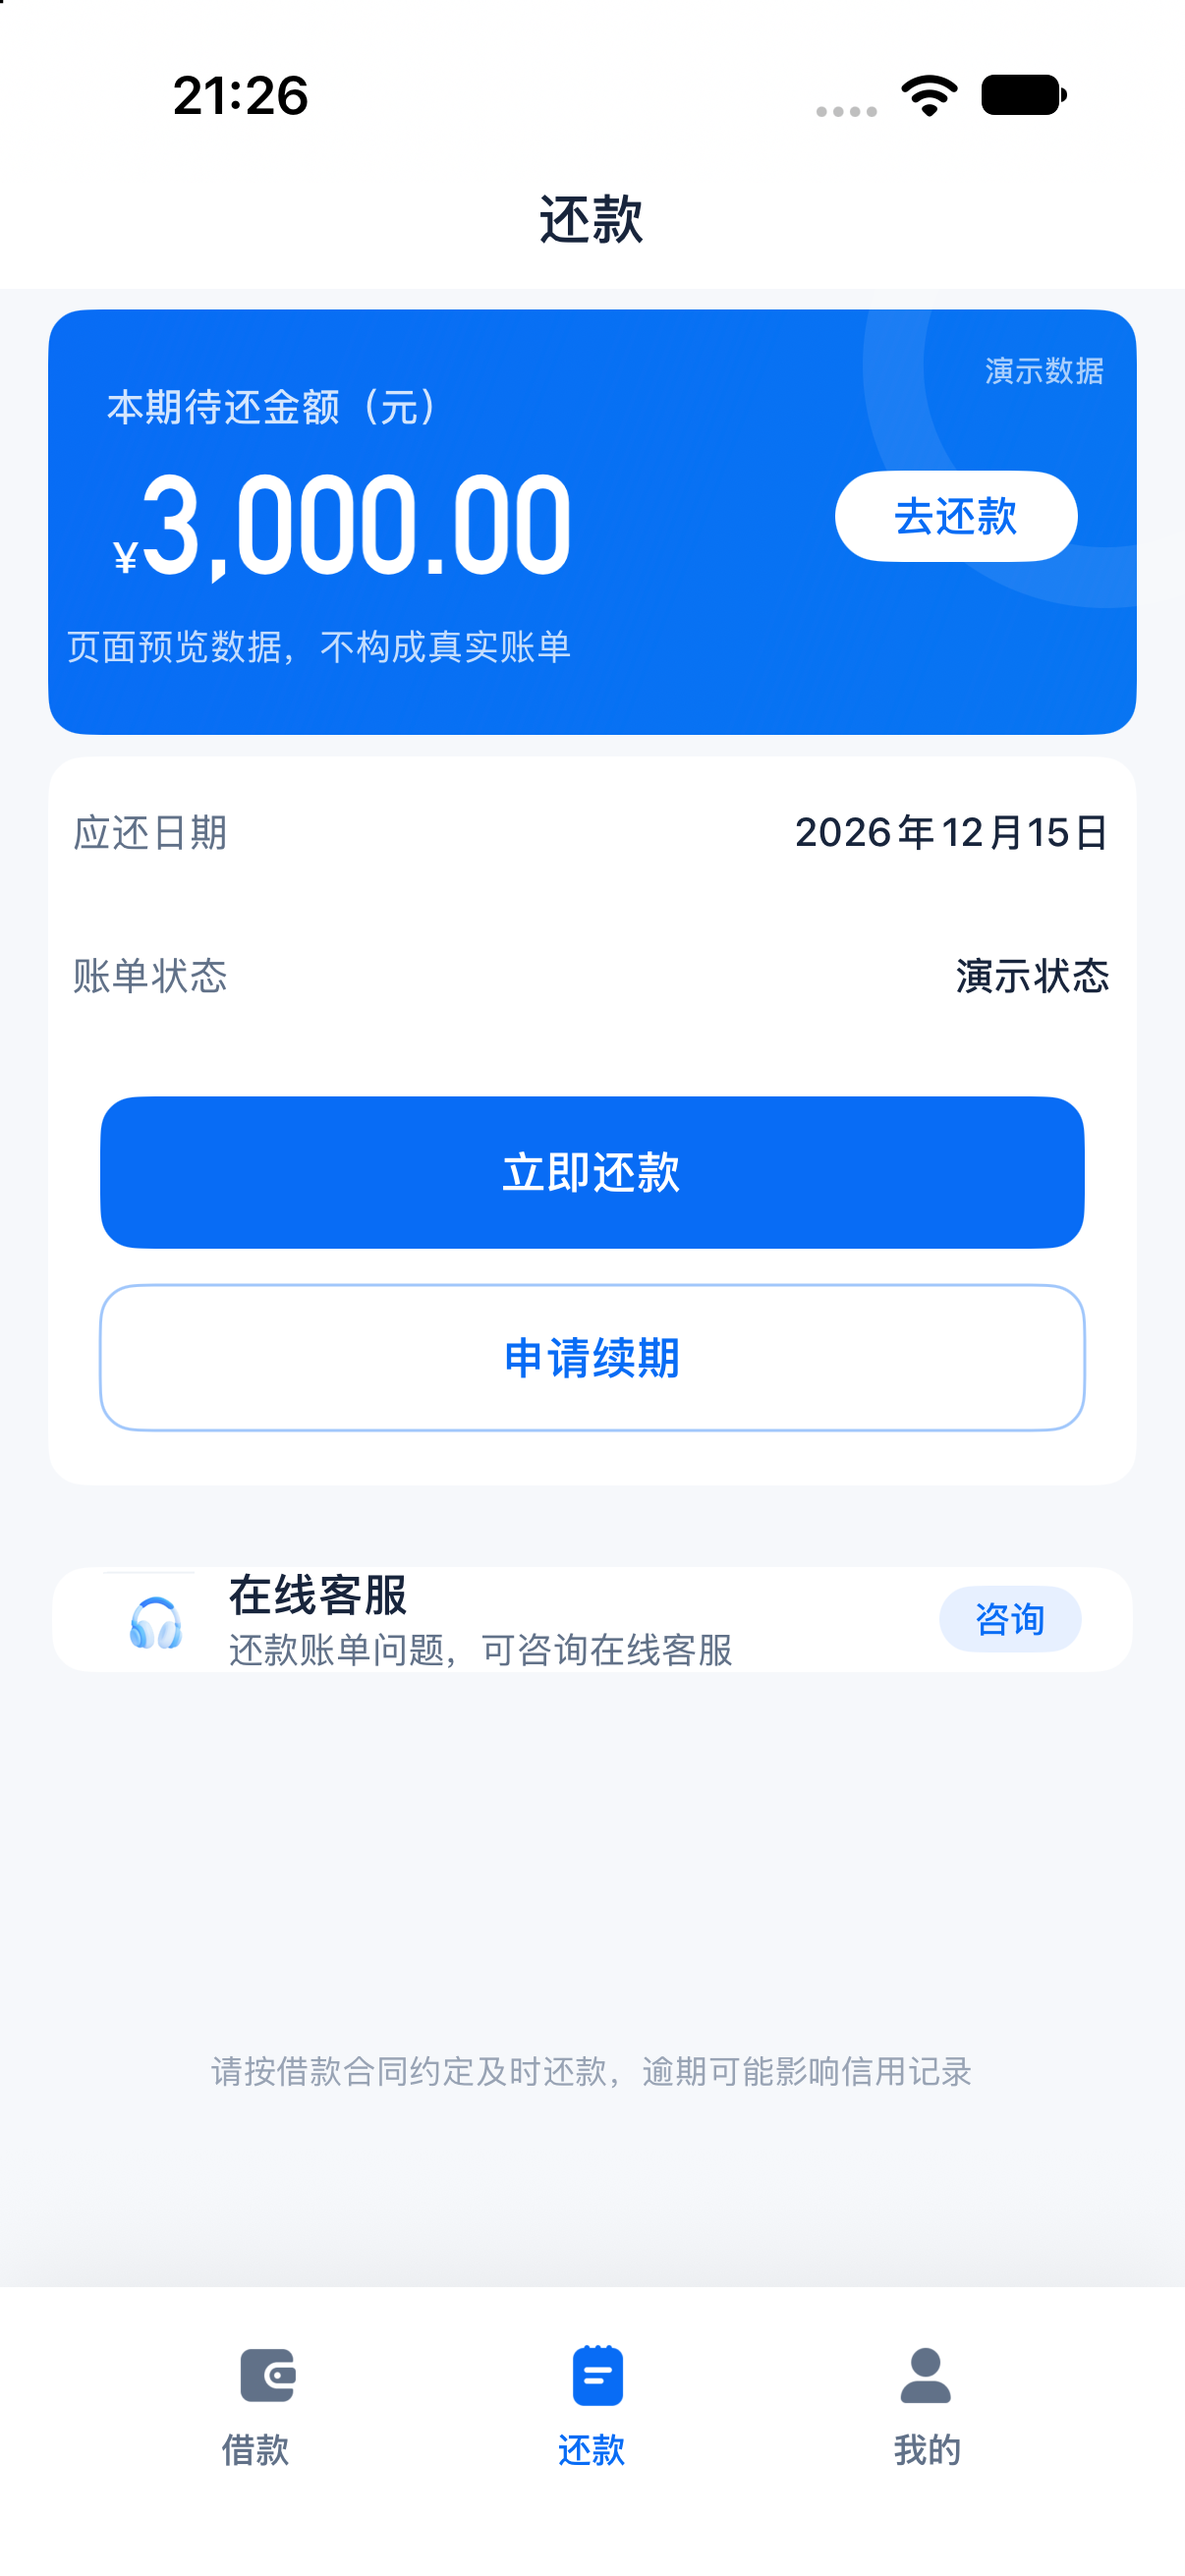 21:26
还款
演示数据
本期待还金额（元）
¥3,000.00
去还款
页面预览数据，不构成真实账单
应还日期
2026年12月15日
账单状态
演示状态
立即还款
申请续期
在线客服
还款账单问题，可咨询在线客服
咨询
请按借款合同约定及时还款，逾期可能影响信用记录
借款
还款
我的